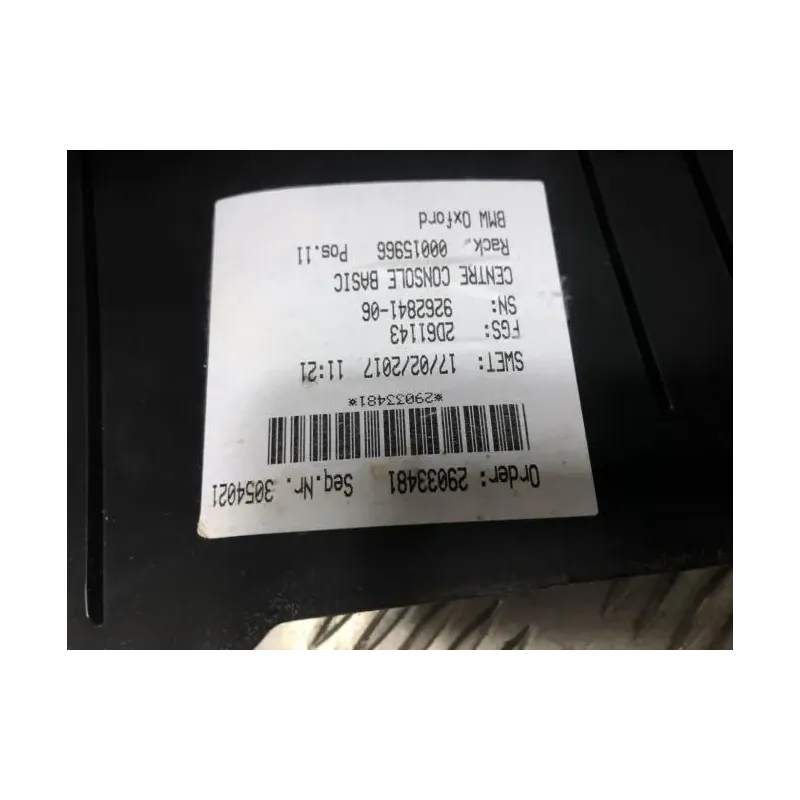 Order: 29033481 Seq.Nr. 3054021
*29033481*
SWET: 17/02/2017 11:21
FGS: 2D61143
SN: 9262841-06
CENTRE CONSOLE BASIC
Rack. 00015966 Pos.11
BMW Oxford